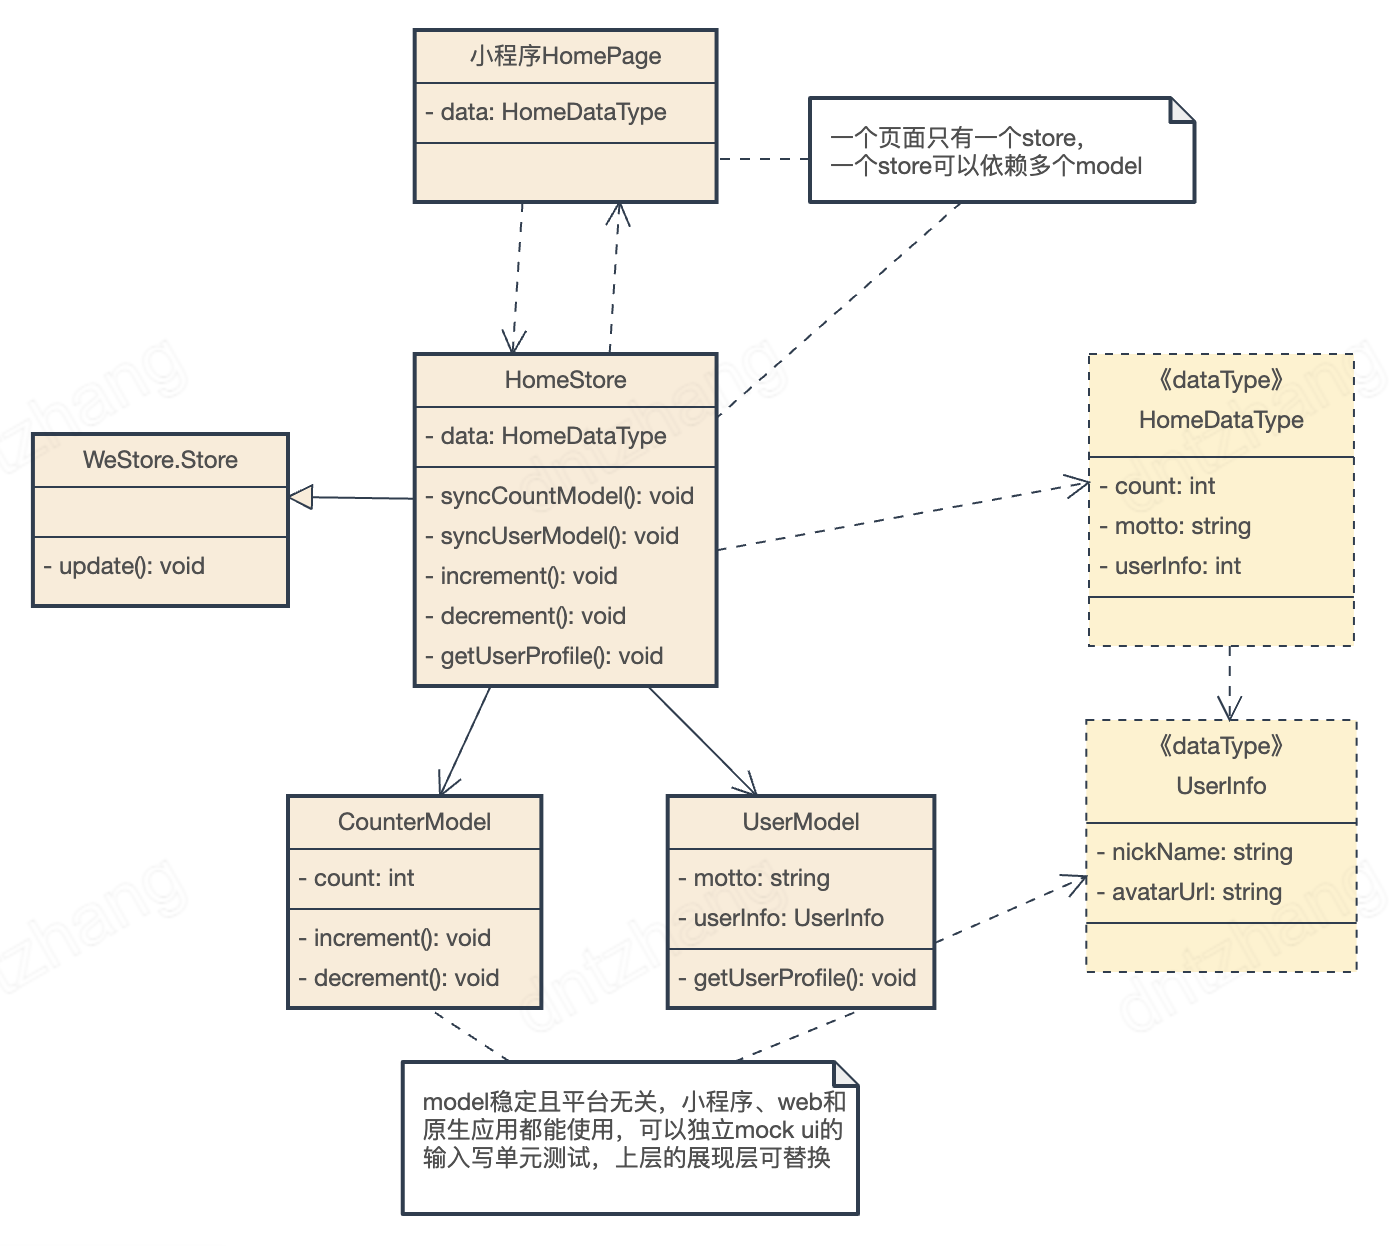 小程序HomePage
- data: HomeDataType
一个页面只有一个store，
一个store可以依赖多个model
HomeStore
- data: HomeDataType
- syncCountModel(): void
- syncUserModel(): void
- increment(): void
- decrement(): void
- getUserProfile(): void
WeStore.Store
- update(): void
《dataType》
HomeDataType
- count: int
- motto: string
- userInfo: int
《dataType》
UserInfo
- nickName: string
- avatarUrl: string
CounterModel
- count: int
- increment(): void
- decrement(): void
UserModel
- motto: string
- userInfo: UserInfo
- getUserProfile(): void
model稳定且平台无关，小程序、web和
原生应用都能使用，可以独立mock ui的
输入写单元测试，上层的展现层可替换
dntzhang
dntzhang
dntzhang
dntzhang
ntzhang
ntzhang